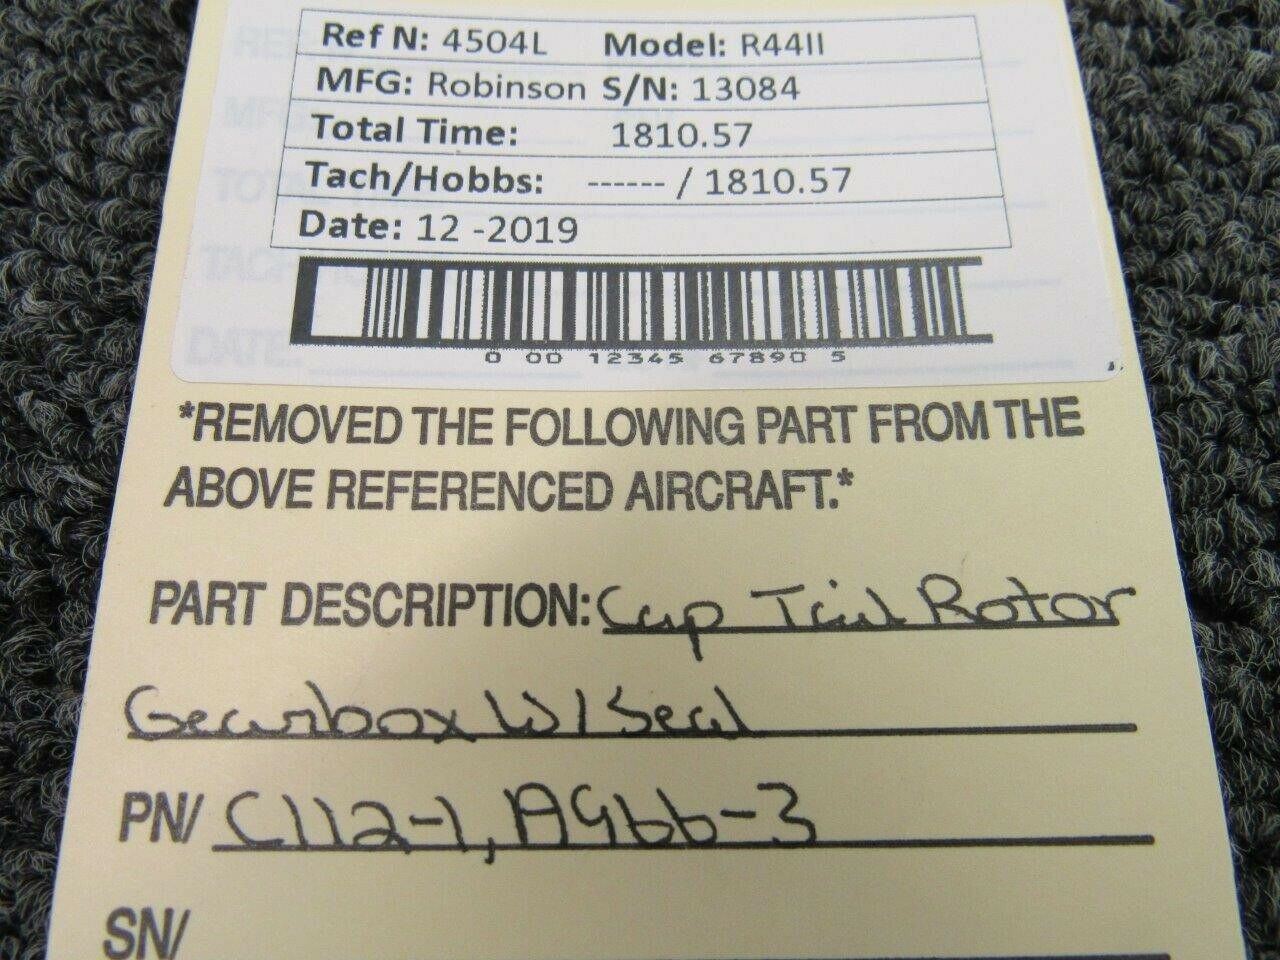 Ref N: 4504L Model: R44II
MFG: Robinson S/N: 13084
Total Time: 1810.57
Tach/Hobbs: ------ / 1810.57
Date: 12 -2019
0 00 12345 67890 5
*REMOVED THE FOLLOWING PART FROM THE
ABOVE REFERENCED AIRCRAFT.*
PART DESCRIPTION: Cap Tail Rotor
Gearbox W/Seal
PN/ C112-1, A966-3
SN/